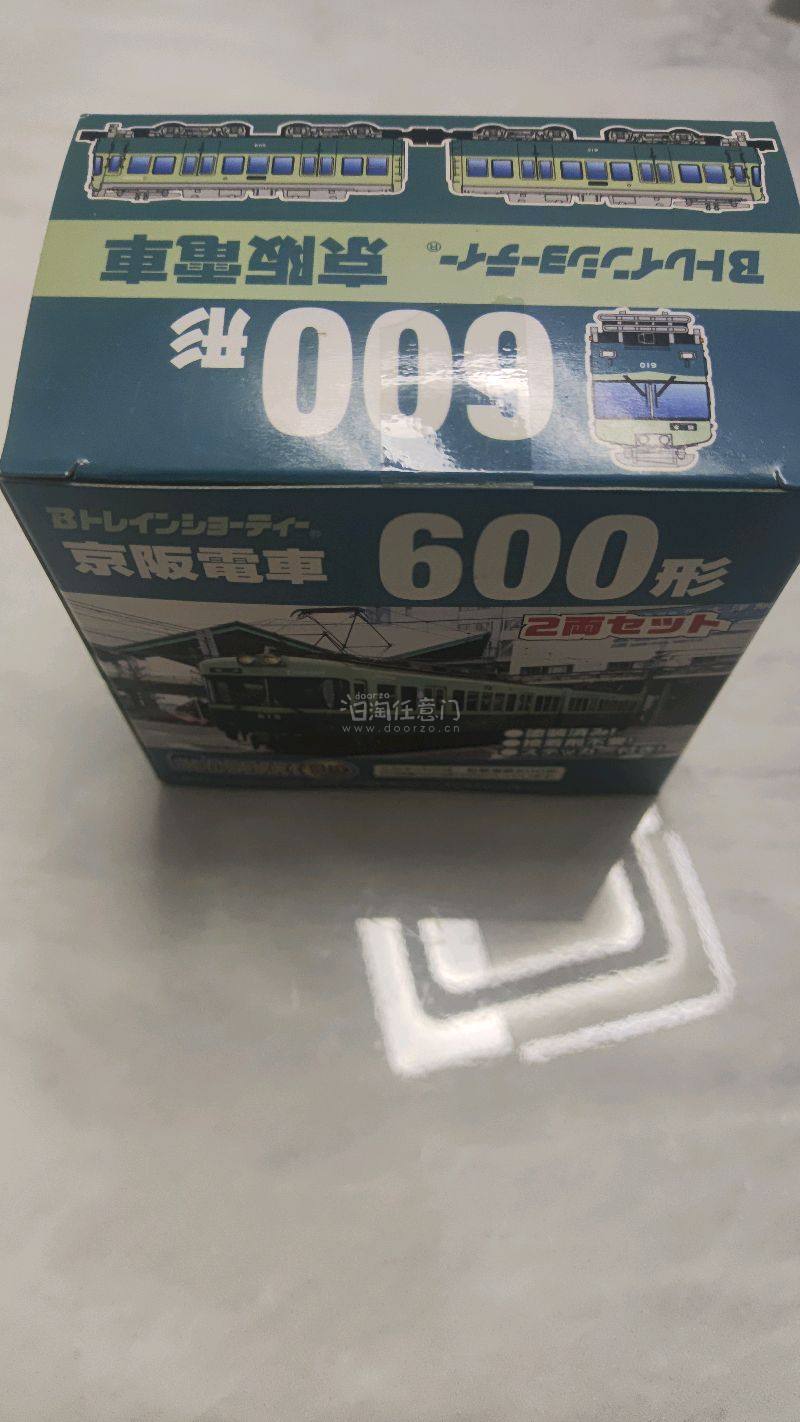 Bトレインショーティー® 京阪電車
600形
610
Bトレインショーティー®
京阪電車 600形
2両セット
doorzo
任意门
www.doorzo.cn